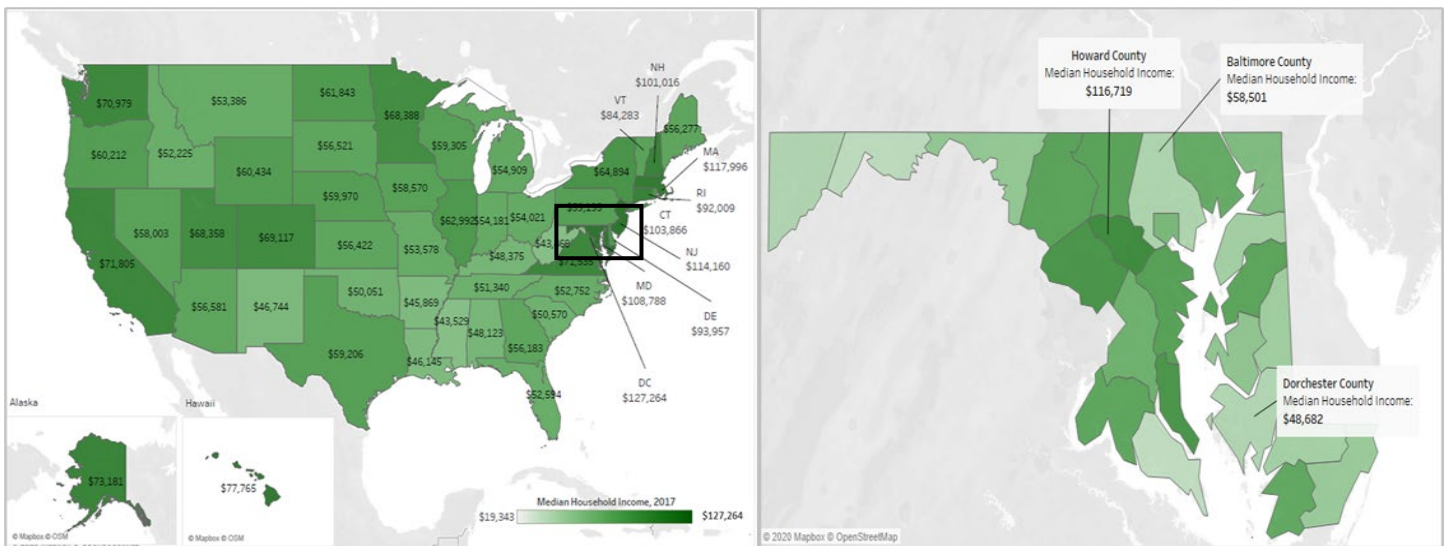 NH
$101,016
VT
$84,283
$70,979
$53,386
$61,843
$68,388
$56,277
MA
$117,996
$60,212
$52,225
$56,521
$59,305
$54,909
$64,894
$60,434
RI
$92,009
$59,970
$58,570
CT
$103,866
$58,003
$68,358
$69,117
$62,992
$54,181
$54,021
$71,805
$56,422
$53,578
$48,375
NJ
$114,160
MD
$108,788
$56,581
$46,744
$50,051
$45,869
$51,340
$52,752
DE
$93,957
$43,529
$48,123
$50,570
$59,206
$46,145
$56,183
$52,594
DC
$127,264
Alaska
Hawaii
$73,181
$77,765
Median Household Income, 2017
$19,343
$127,264
© Mapbox © OSM
© Mapbox © OSM
Howard County
Median Household Income:
$116,719
Baltimore County
Median Household Income:
$58,501
Dorchester County
Median Household Income:
$48,682
© 2020 Mapbox © OpenStreetMap